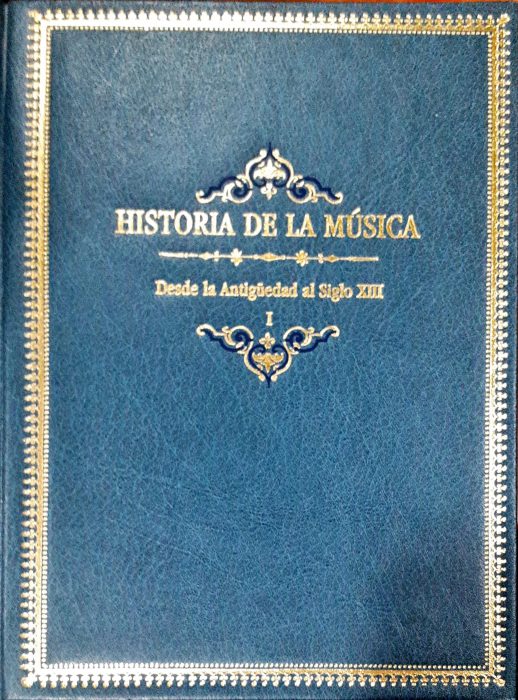 HISTORIA DE LA MÚSICA
Desde la Antigüedad al Siglo XIII
I